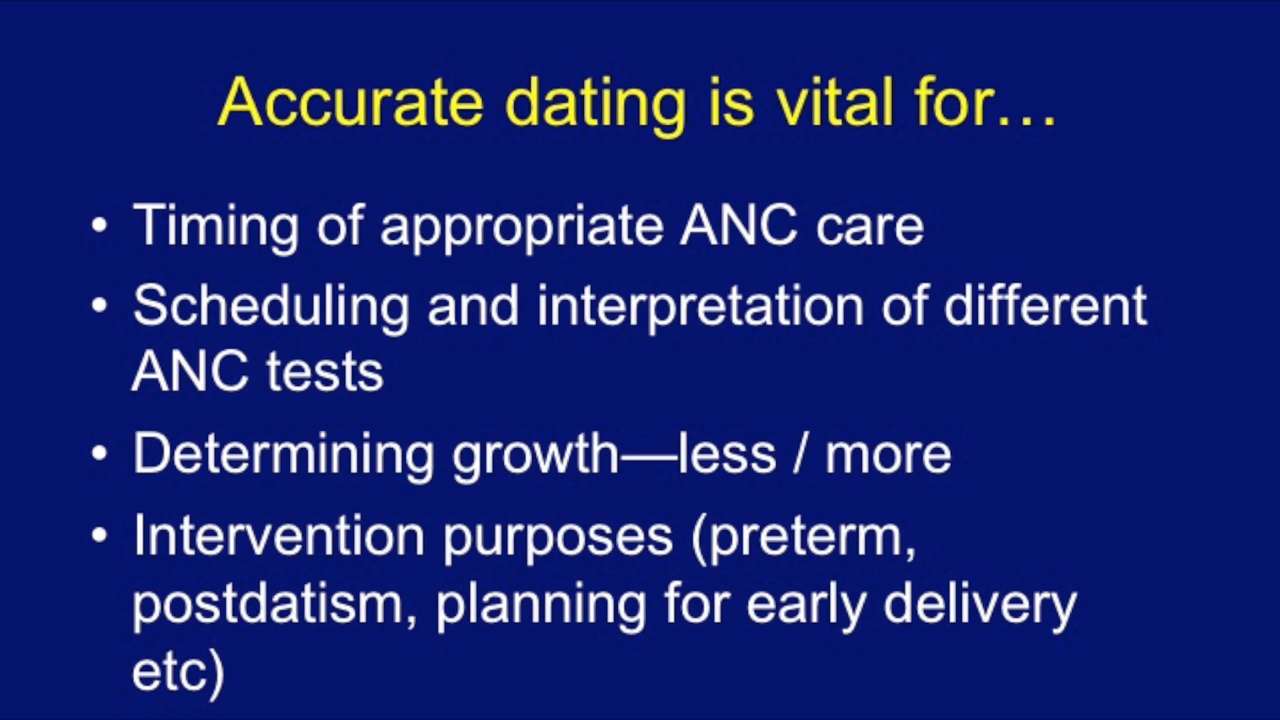 Accurate dating is vital for…
• Timing of appropriate ANC care
• Scheduling and interpretation of different
ANC tests
• Determining growth—less / more
• Intervention purposes (preterm,
postdatism, planning for early delivery
etc)